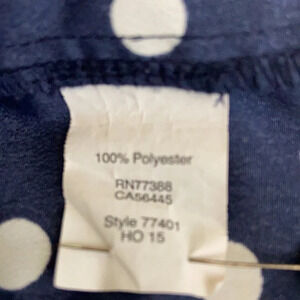 100% Polyester
RN77388
CA56445
Style 77401
HO 15